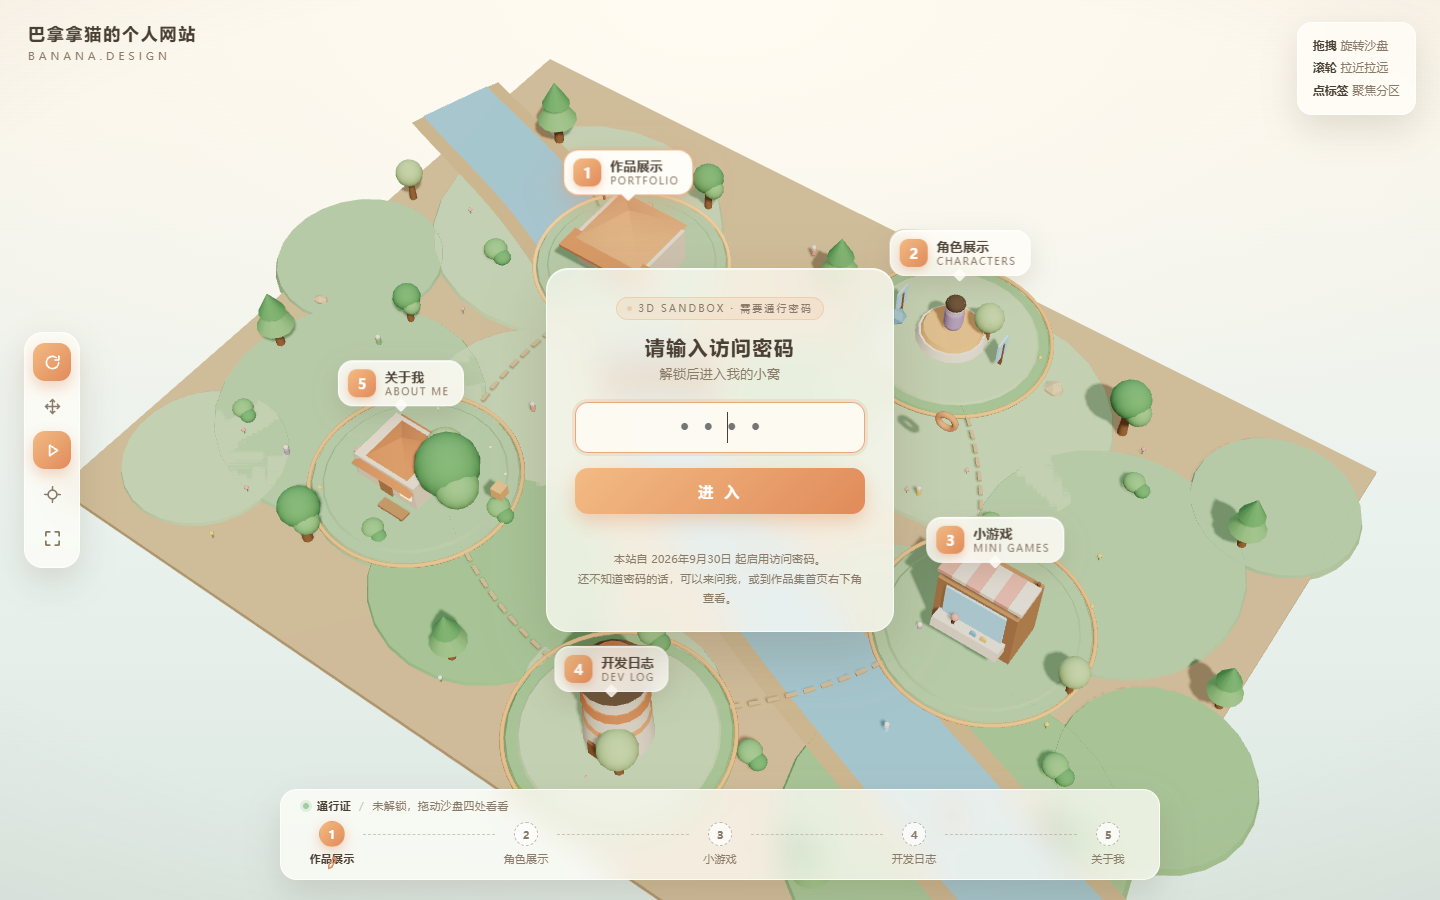 巴拿拿猫的个人网站
BANANA.DESIGN
拖拽 旋转沙盘
滚轮 拉近拉远
点标签 聚焦分区
1 作品展示
PORTFOLIO
2 角色展示
CHARACTERS
5 关于我
ABOUT ME
3D SANDBOX · 需要通行密码
请输入访问密码
解锁后进入我的小窝
进 入
本站自 2026年9月30日 起启用访问密码。
还不知道密码的话，可以来问我，或到作品集首页右下角
查看。
3 小游戏
MINI GAMES
4 开发日志
DEV LOG
逼行证 / 未解锁，拖动沙盘四处看看
1 2 3 4 5
作品展示 角色展示 小游戏 开发日志 关于我